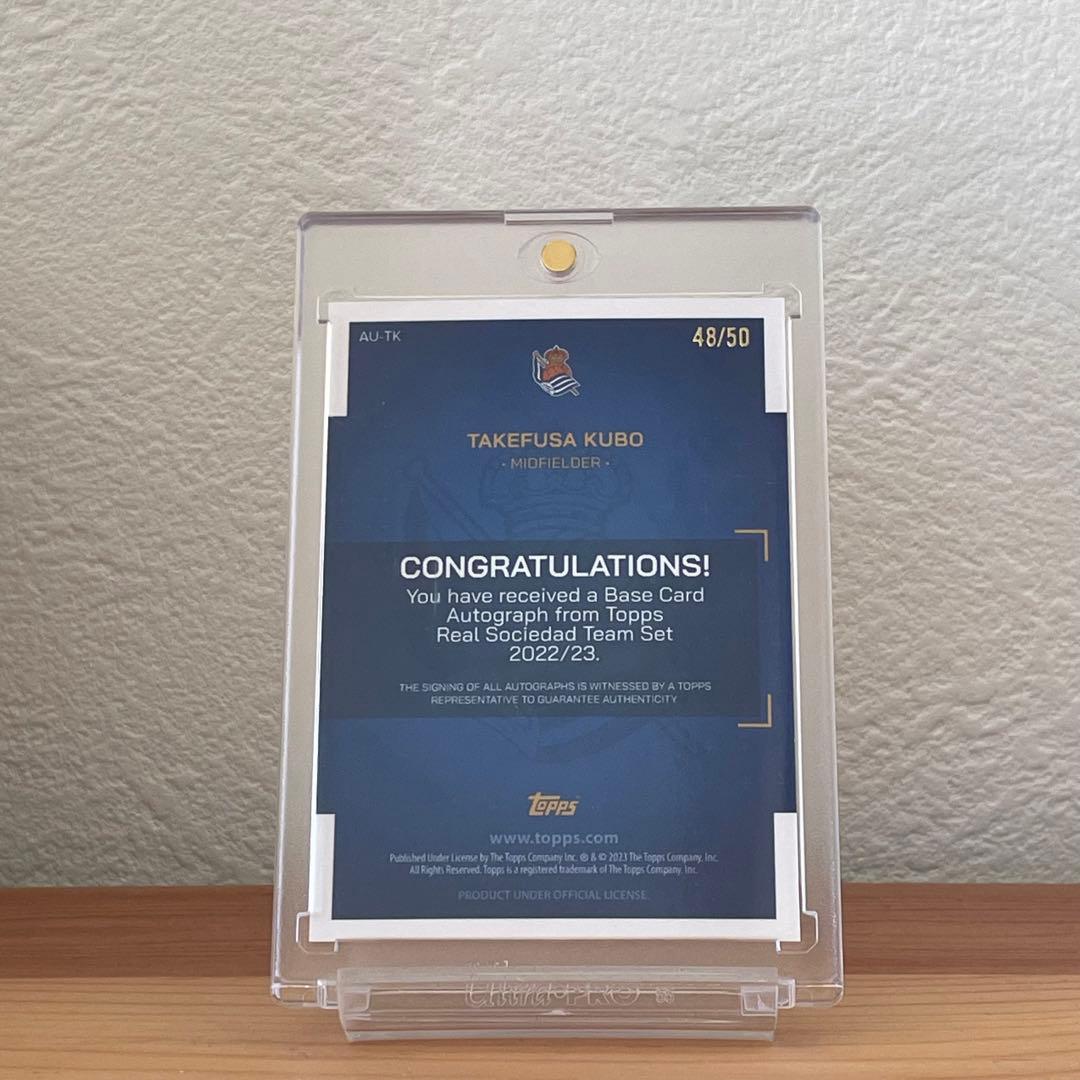 AU-TK
48/50
TAKEFUSA KUBO
- MIDFIELDER -
CONGRATULATIONS!
You have received a Base Card
Autograph from Topps
Real Sociedad Team Set
2022/23.
THE SIGNING OF ALL AUTOGRAPHS IS WITNESSED BY A TOPPS
REPRESENTATIVE TO GUARANTEE AUTHENTICITY
topps
www.topps.com
Published Under License by The Topps Company Inc. ® & © 2023 The Topps Company, Inc.
All Rights Reserved. Topps is a registered trademark of The Topps Company, Inc.
PRODUCT UNDER OFFICIAL LICENSE.
Ultra•PRO